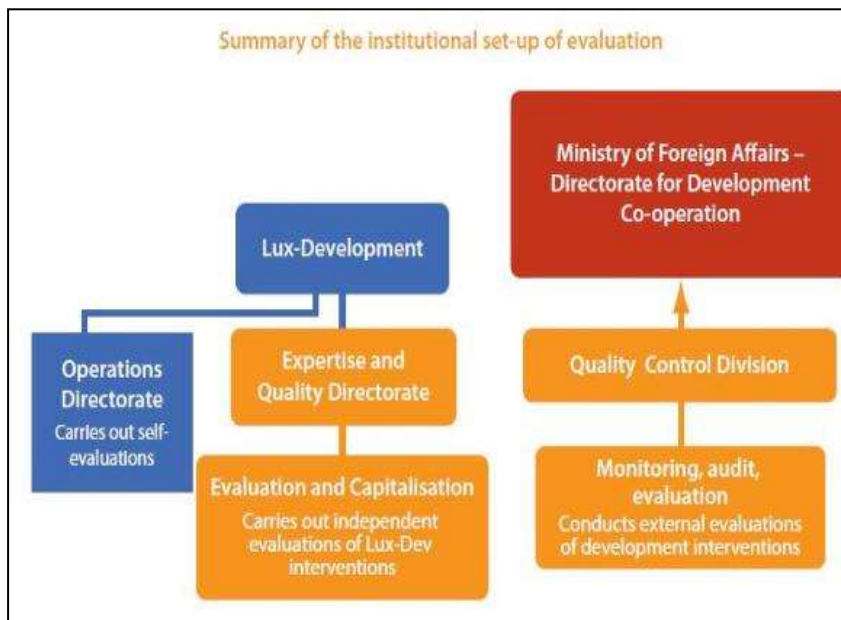 Summary of the institutional set-up of evaluation
Ministry of Foreign Affairs –
Directorate for Development
Co-operation
Lux-Development
Operations
Directorate
Carries out self-
evaluations
Expertise and
Quality Directorate
Quality Control Division
Evaluation and Capitalisation
Carries out independent
evaluations of Lux-Dev
interventions
Monitoring, audit,
evaluation
Conducts external evaluations
of development interventions